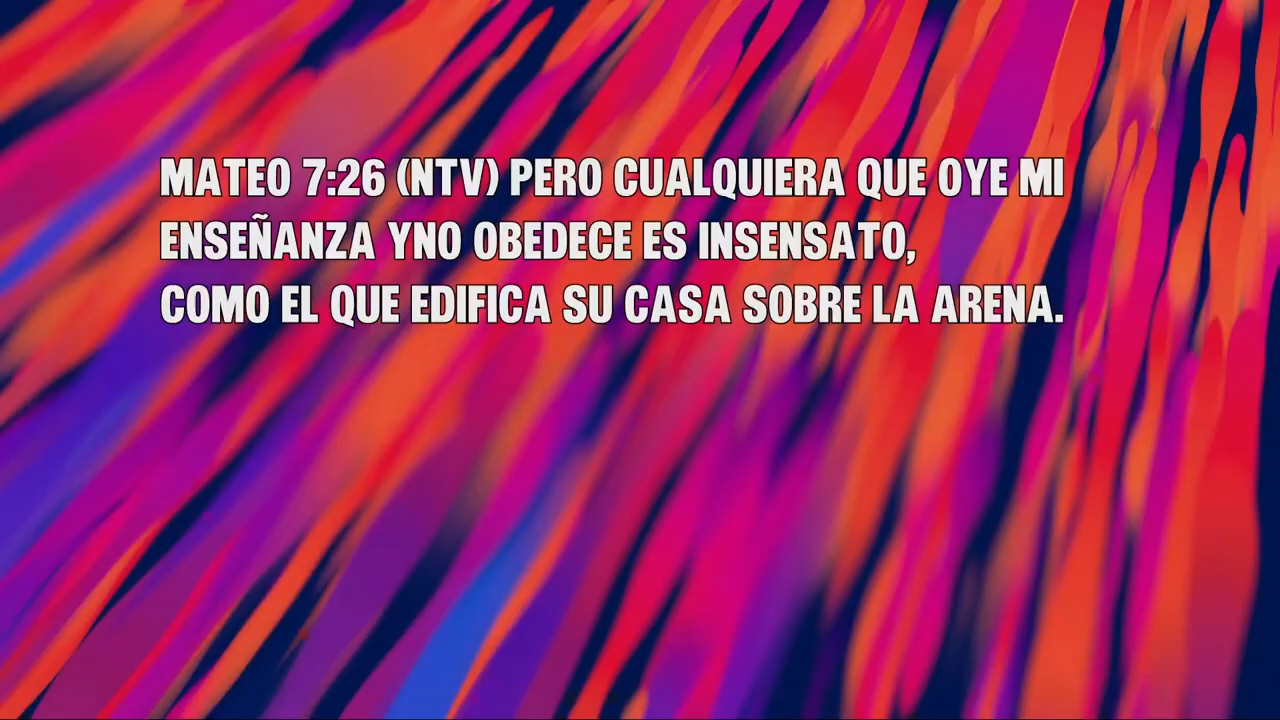 MATEO 7:26 (NTV) PERO CUALQUIERA QUE OYE MI
ENSEÑANZA YNO OBEDECE ES INSENSATO,
COMO EL QUE EDIFICA SU CASA SOBRE LA ARENA.